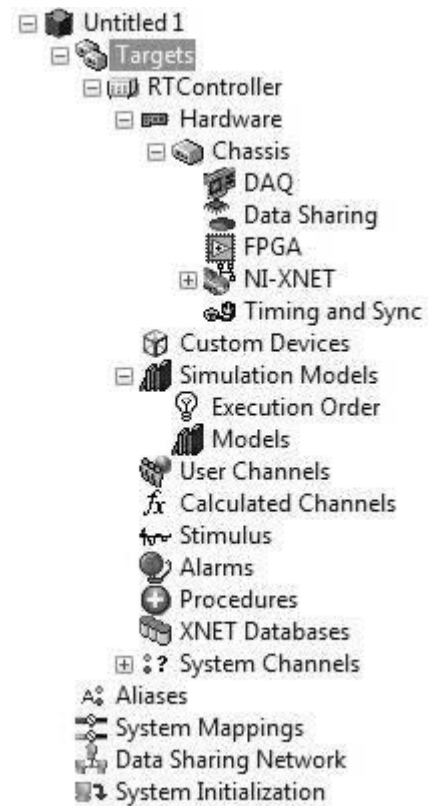 Untitled 1
Targets
RTController
Hardware
Chassis
DAQ
Data Sharing
FPGA
NI-XNET
Timing and Sync
Custom Devices
Simulation Models
Execution Order
Models
User Channels
fx Calculated Channels
Stimulus
Alarms
Procedures
XNET Databases
? System Channels
A Aliases
System Mappings
Data Sharing Network
System Initialization